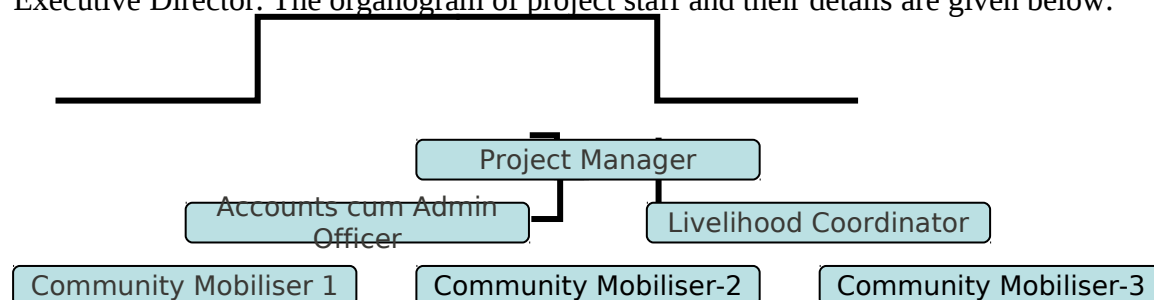 Executive Director. The organogram of project staff and their details are given below:
Project Manager
Accounts cum Admin
Officer
Livelihood Coordinator
Community Mobiliser 1
Community Mobiliser-2
Community Mobiliser-3